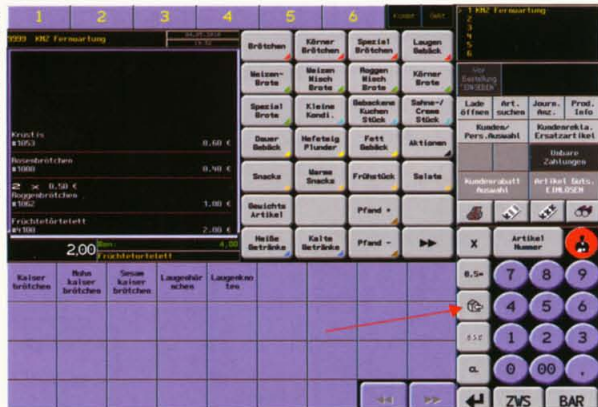 1 2 3 4 5 6
9999 KMZ Fernwartung
> 1 KMZ Fernwartung
2
3
4
5
6
Brötchen
Körner Brötchen
Spezial Brötchen
Laugen Gebäck
Weizen- Brote
Weizen Misch Brote
Roggen Misch Brote
Körner Brote
Spezial Brote
Kleine Kondi.
Gebackene Kuchen Stück
Sahne-/ Creme Stück
Dauer Gebäck
Hefeteig Plunder
Fett Gebäck
Aktionen
Snacks
Warme Snacks
Frühstück
Salate
Gewichts Artikel
Pfand +
Heiße Getränke
Kalte Getränke
Pfand -
Krustis
#1053 0,60 €
Rosenbrötchen
#1000 0,40 €
2 x 0.50 €
Roggenbrötchen
#1062 1,00 €
Früchtetörtelett
#4100 2,00 €
2,00
4,00
Früchtetörtelett
Lade öffnen
Art. suchen
Journ. Anz.
Prod. Info
Kunden/ Pers.Auswahl
Kundenrekla. Ersatzartikel
Unbare Zahlungen
Kundenrabatt Auswahl
Artikel Guts. EINLÖSEN
X
Artikel Nummer
7 8 9
4 5 6
1 2 3
CL 0 00 ,
ZWS BAR
Kaiser brötchen
Mohn kaiser brötchen
Sesam kaiser brötchen
Laugenhör nchen
Laugenkno ten